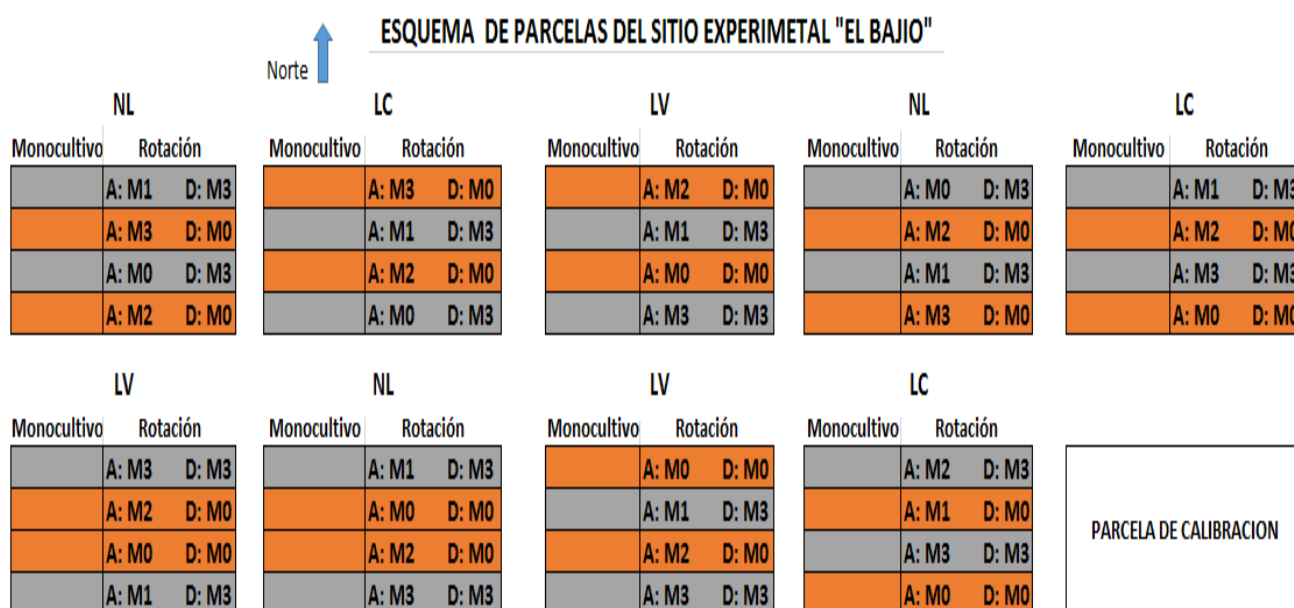 ESQUEMA DE PARCELAS DEL SITIO EXPERIMETAL "EL BAJIO"
Norte
NL LC LV NL LC
Monocultivo Rotación Monocultivo Rotación Monocultivo Rotación Monocultivo Rotación Monocultivo Rotación
A: M1 D: M3 A: M3 D: M0 A: M2 D: M0 A: M0 D: M3 A: M1 D: M3
A: M3 D: M0 A: M1 D: M3 A: M1 D: M3 A: M2 D: M0 A: M2 D: M0
A: M0 D: M3 A: M2 D: M0 A: M0 D: M0 A: M1 D: M3 A: M3 D: M3
A: M2 D: M0 A: M0 D: M3 A: M3 D: M3 A: M3 D: M0 A: M0 D: M0
LV NL LV LC
Monocultivo Rotación Monocultivo Rotación Monocultivo Rotación Monocultivo Rotación
A: M3 D: M3 A: M1 D: M3 A: M0 D: M0 A: M2 D: M3
A: M2 D: M0 A: M0 D: M0 A: M1 D: M3 A: M1 D: M0
PARCELA DE CALIBRACION
A: M0 D: M0 A: M2 D: M0 A: M2 D: M0 A: M3 D: M3
A: M1 D: M3 A: M3 D: M3 A: M3 D: M3 A: M0 D: M0